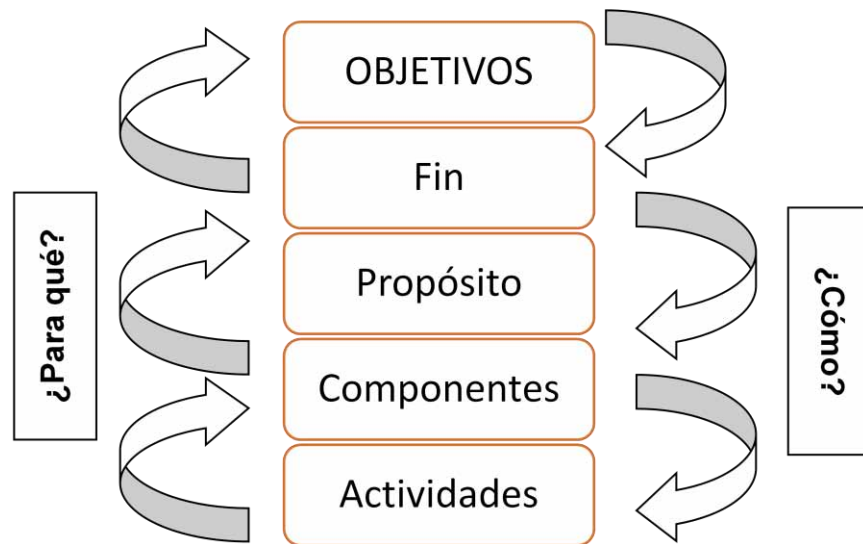 OBJETIVOS
Fin
Propósito
Componentes
Actividades
¿Para qué?
¿Cómo?